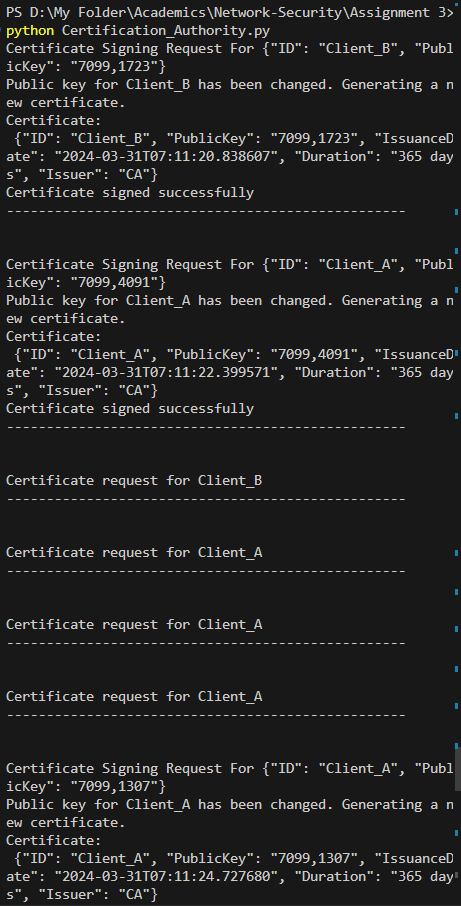 PS D:\My Folder\Academics\Network-Security\Assignment 3>
python Certification_Authority.py
Certificate Signing Request For {"ID": "Client_B", "Publ
icKey": "7099,1723"}
Public key for Client_B has been changed. Generating a n
ew certificate.
Certificate:
 {"ID": "Client_B", "PublicKey": "7099,1723", "IssuanceD
ate": "2024-03-31T07:11:20.838607", "Duration": "365 day
s", "Issuer": "CA"}
Certificate signed successfully
--------------------------------------------------
Certificate Signing Request For {"ID": "Client_A", "Publ
icKey": "7099,4091"}
Public key for Client_A has been changed. Generating a n
ew certificate.
Certificate:
 {"ID": "Client_A", "PublicKey": "7099,4091", "IssuanceD
ate": "2024-03-31T07:11:22.399571", "Duration": "365 day
s", "Issuer": "CA"}
Certificate signed successfully
--------------------------------------------------
Certificate request for Client_B
--------------------------------------------------
Certificate request for Client_A
--------------------------------------------------
Certificate request for Client_A
--------------------------------------------------
Certificate request for Client_A
--------------------------------------------------
Certificate Signing Request For {"ID": "Client_A", "Publ
icKey": "7099,1307"}
Public key for Client_A has been changed. Generating a n
ew certificate.
Certificate:
 {"ID": "Client_A", "PublicKey": "7099,1307", "IssuanceD
ate": "2024-03-31T07:11:24.727680", "Duration": "365 day
s", "Issuer": "CA"}